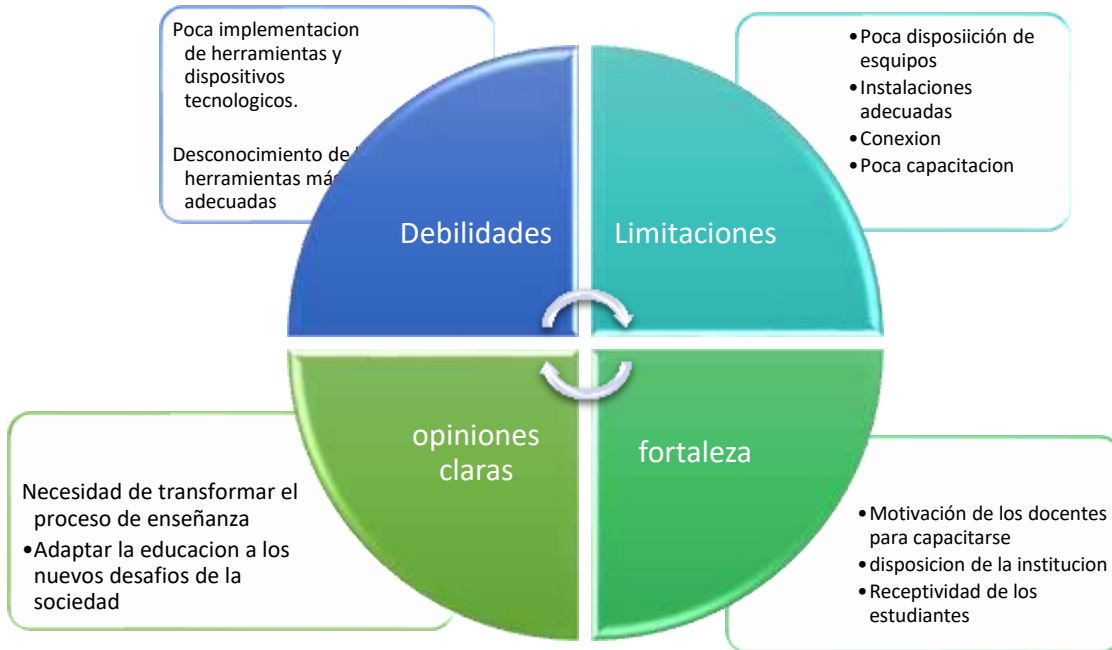 Poca implementacion
de herramientas y
dispositivos
tecnologicos.
Desconocimiento de
herramientas más
adecuadas
•Poca disposiición de
esquipos
•Instalaciones
adecuadas
•Conexion
•Poca capacitacion
Debilidades
Limitaciones
opiniones
claras
fortaleza
Necesidad de transformar el
proceso de enseñanza
•Adaptar la educacion a los
nuevos desafios de la
sociedad
•Motivación de los docentes
para capacitarse
•disposicion de la institucion
•Receptividad de los
estudiantes